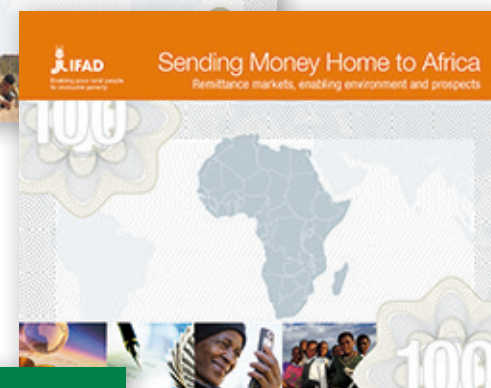 IFAD
Enabling poor rural people
to overcome poverty
Sending Money Home to Africa
Remittance markets, enabling environment and prospects
100
100